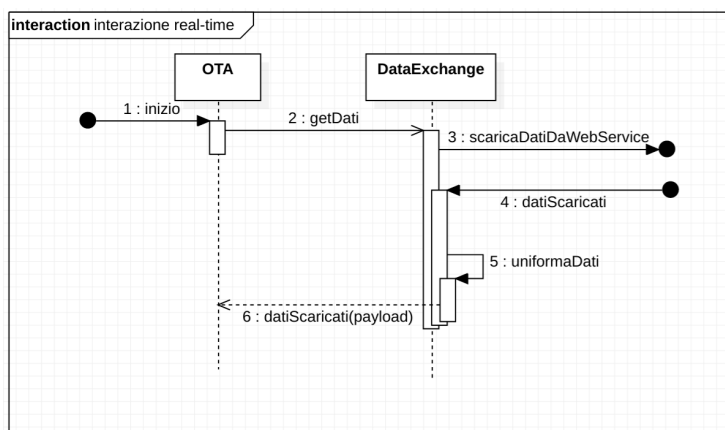 interaction interazione real-time
OTA
DataExchange
1 : inizio
2 : getDati
3 : scaricaDatiDaWebService
4 : datiScaricati
5 : uniformaDati
6 : datiScaricati(payload)